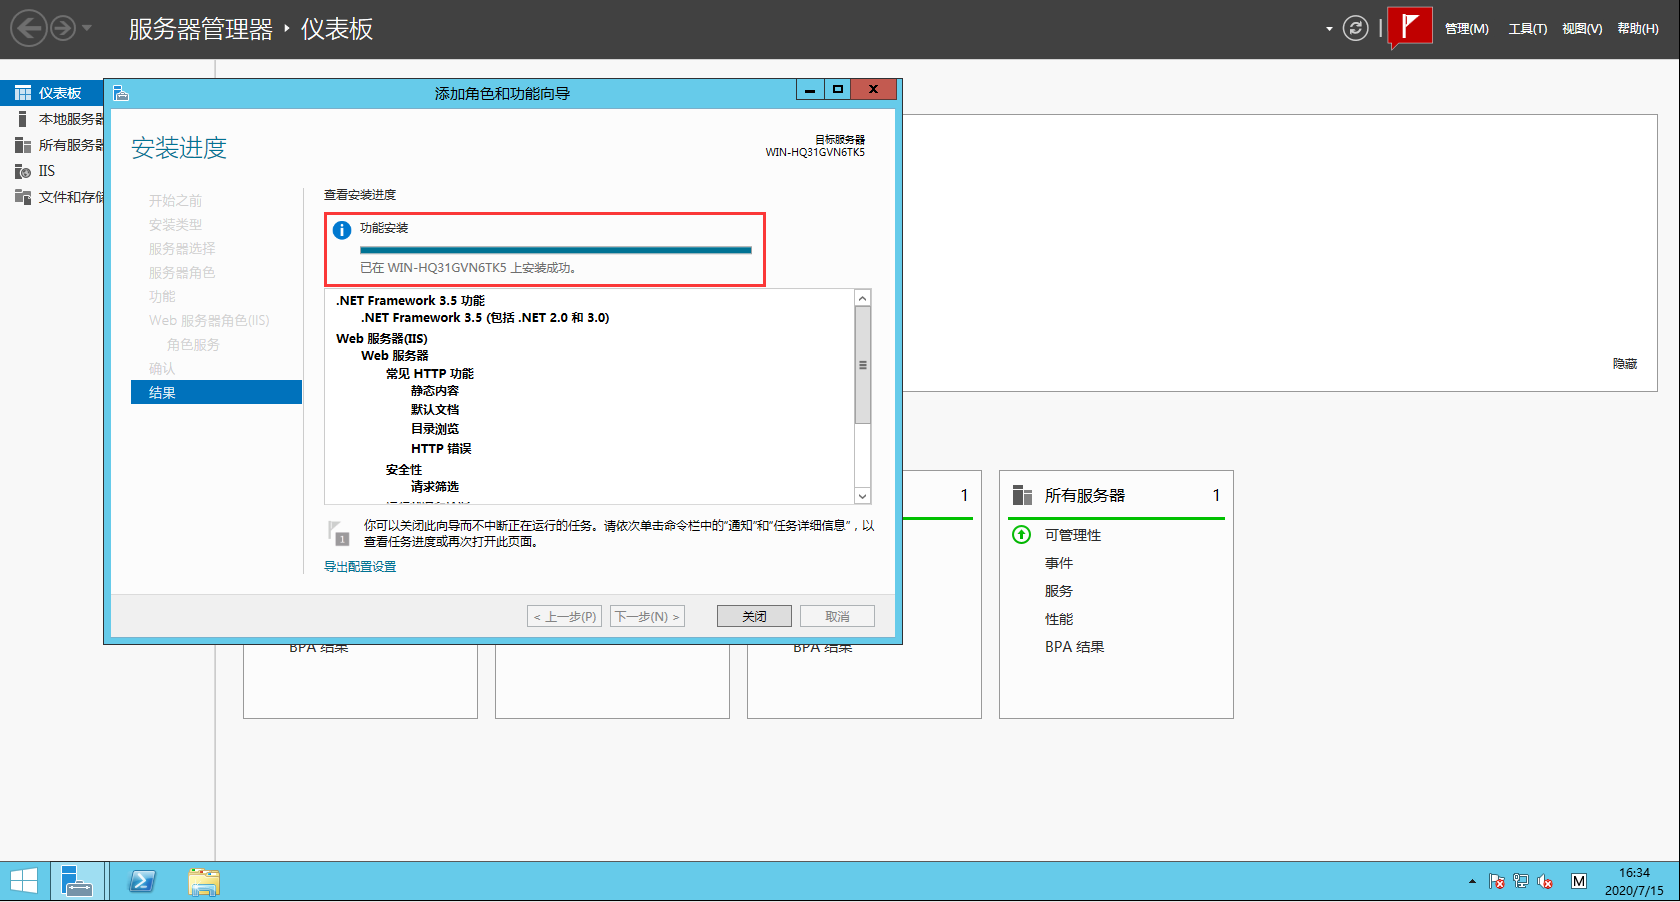 服务器管理器 ‣ 仪表板
管理(M) 工具(T) 视图(V) 帮助(H)
仪表板
本地服务器
所有服务器
IIS
文件和存储
添加角色和功能向导
安装进度
目标服务器
WIN-HQ31GVN6TK5
开始之前
安装类型
服务器选择
服务器角色
功能
Web 服务器角色(IIS)
角色服务
确认
结果
查看安装进度
功能安装
已在 WIN-HQ31GVN6TK5 上安装成功。
.NET Framework 3.5 功能
.NET Framework 3.5 (包括 .NET 2.0 和 3.0)
Web 服务器(IIS)
Web 服务器
常见 HTTP 功能
静态内容
默认文档
目录浏览
HTTP 错误
安全性
请求筛选
1
你可以关闭此向导而不中断正在运行的任务。请依次单击命令栏中的“通知”和“任务详细信息”，以
查看任务进度或再次打开此页面。
导出配置设置
< 上一步(P) 下一步(N) > 关闭 取消
隐藏
1
所有服务器 1
可管理性
事件
服务
性能
BPA 结果
BPA 结果
BPA 结果
M
16:34
2020/7/15